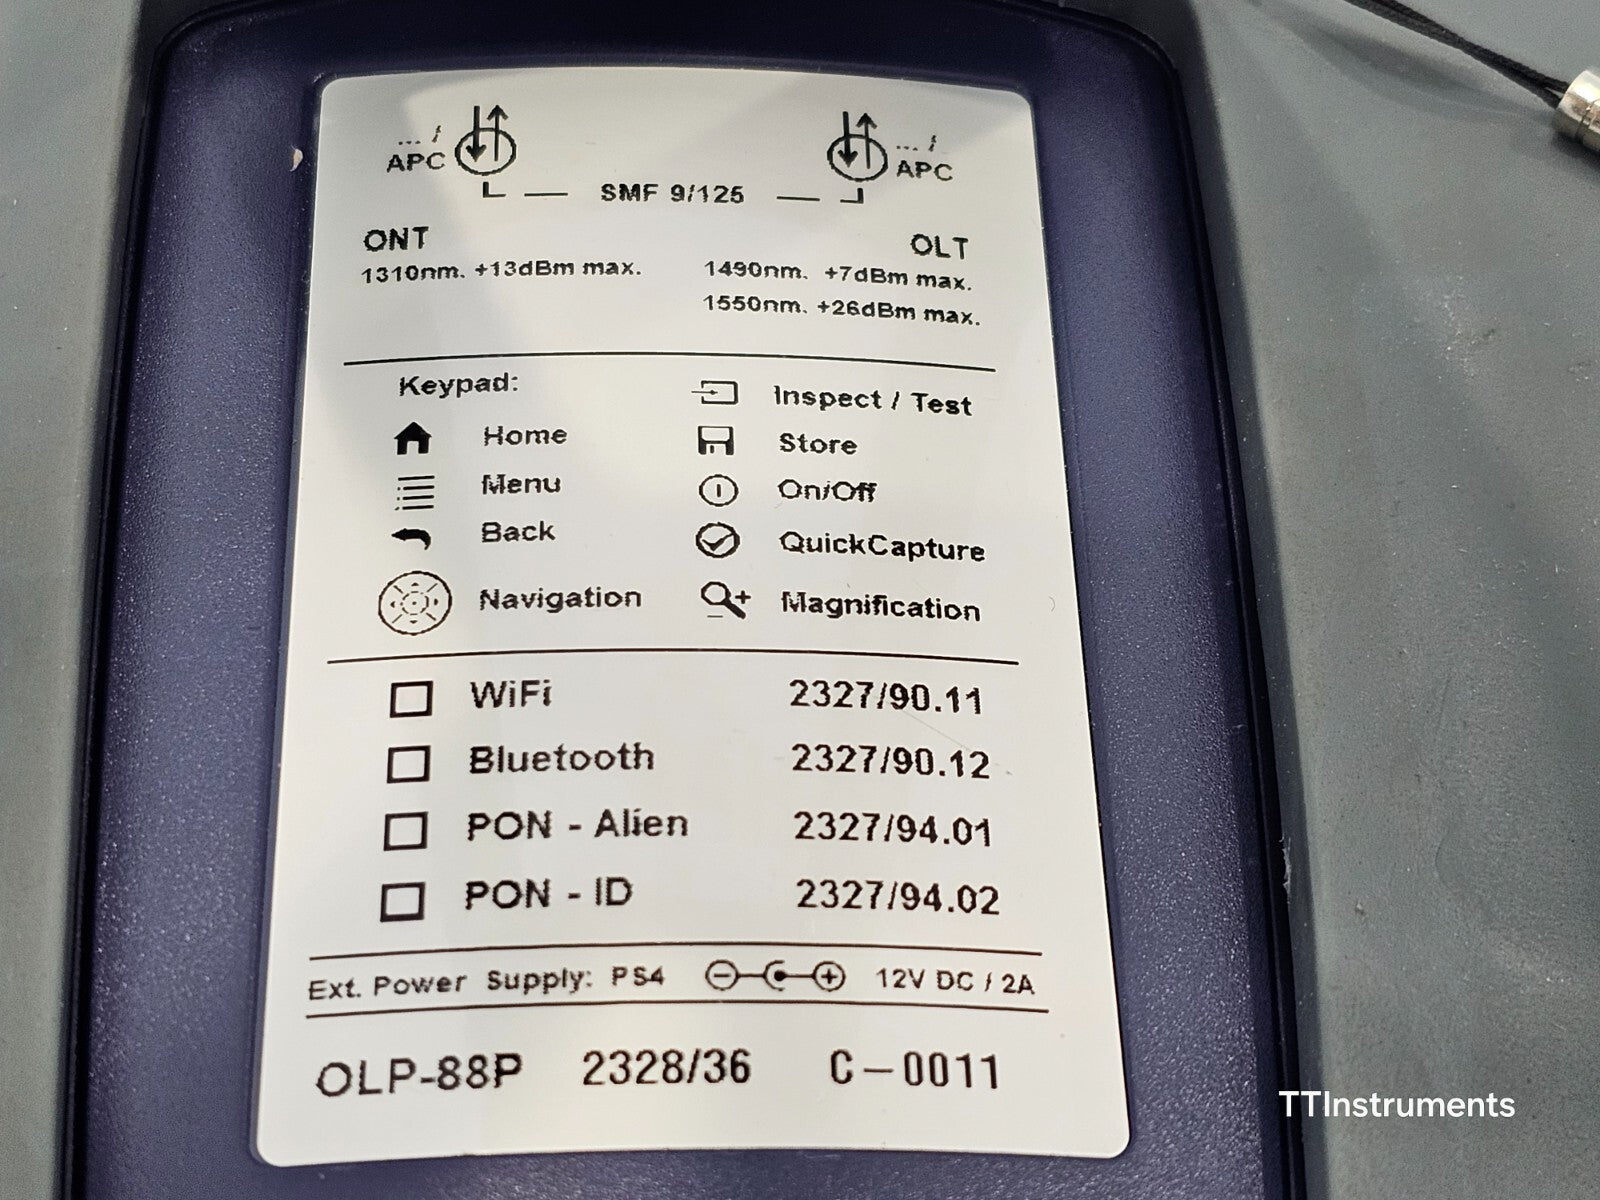 ... /
APC
... /
APC
SMF 9/125
ONT
OLT
1310nm. +13dBm max.
1490nm. +7dBm max.
1550nm. +26dBm max.
Keypad:
Inspect / Test
Home
Store
Menu
On/Off
Back
QuickCapture
Navigation
Magnification
WiFi 2327/90.11
Bluetooth 2327/90.12
PON - Alien 2327/94.01
PON - ID 2327/94.02
Ext. Power Supply: PS4 12V DC / 2A
OLP-88P 2328/36 C-0011
TTInstruments